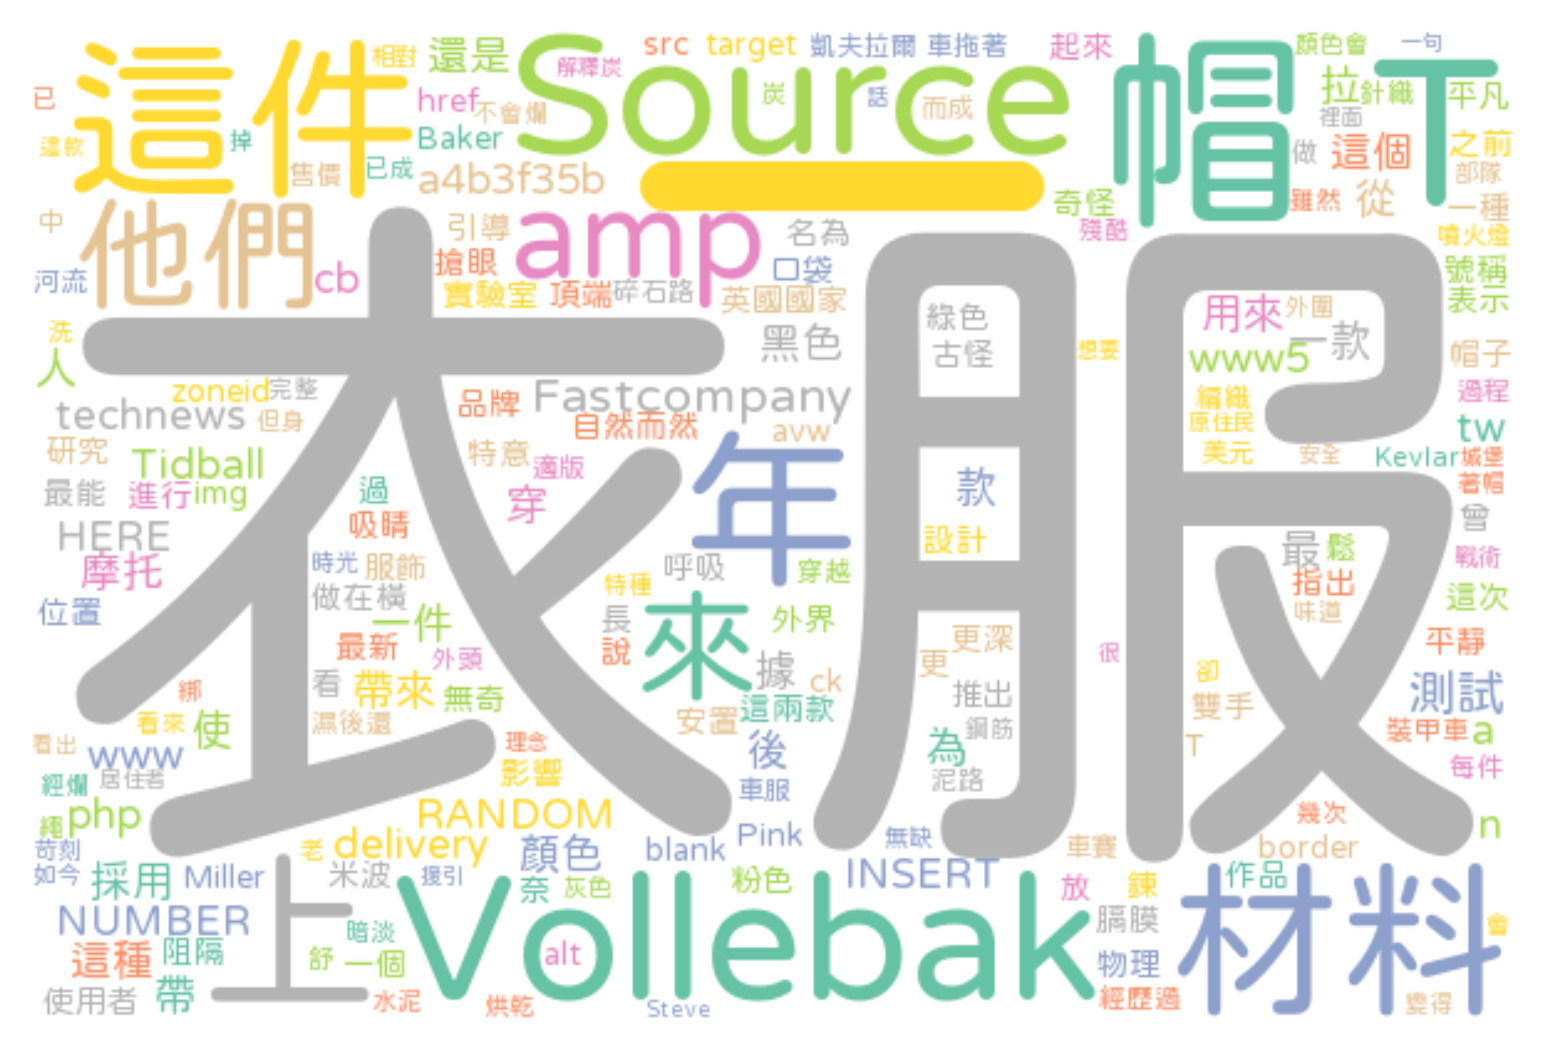 已 這件 相對 還是 Source src target 凱夫拉爾 車拖著 起來 帽T 顏色會 一句
解釋炭 炭 話 而成 拉 針織 平凡
這款 掉 href 不會爛 Baker 裡面 做 這個 之前
售價 已成 a4b3f35b 一 奇怪 雖然 從 部隊 一種
中 他們 引導 amp 名為 殘酷 噴火燈
河流 cb 搶眼 口袋 號稱
實驗室 頂端 碎石路 英國國家 綠色 用來 外圍 表示
洗 人 衣服 黑色 古怪 想要 www5 一款 帽子
zoneid 完整 品牌 Fastcompany 編織 過程
technews 但身 自然而然 avw 原住民 tw
研究 Tidball 特意 適版 年 美元 安全 Kevlar 城堡
最能 進行 img 過 穿 款 著帽
HERE 吸睛 設計 最 鬆 曾
摩托 時光 服飾 呼吸 穿越 特種 指出 戰術
位置 做在橫 一件 長 來 外界 味道 這次
最新 外頭 說 更深 很 平靜
綁 看 帶來 無奇 據 ck 更 推出 卻 測試
看來 使 濕後還 安置 這兩款 鋼筋 雙手
看出 www 理念 後 為 T 裝甲車 a
經爛 居住者 影響 車服 泥路 每件
繩 php RANDOM 幾次 n
苛刻 老 delivery 顏色 blank Pink 無缺 車賽 border
如今 採用 Miller 上 米波 援引 Vollebak 奈 灰色 粉色 INSERT 放 鍊 作品 材料
NUMBER 暗淡 膈膜 會
這種 阻隔 舒 一個 alt 物理
使用者 帶 水泥 烘乾 Steve 經歷過 變得